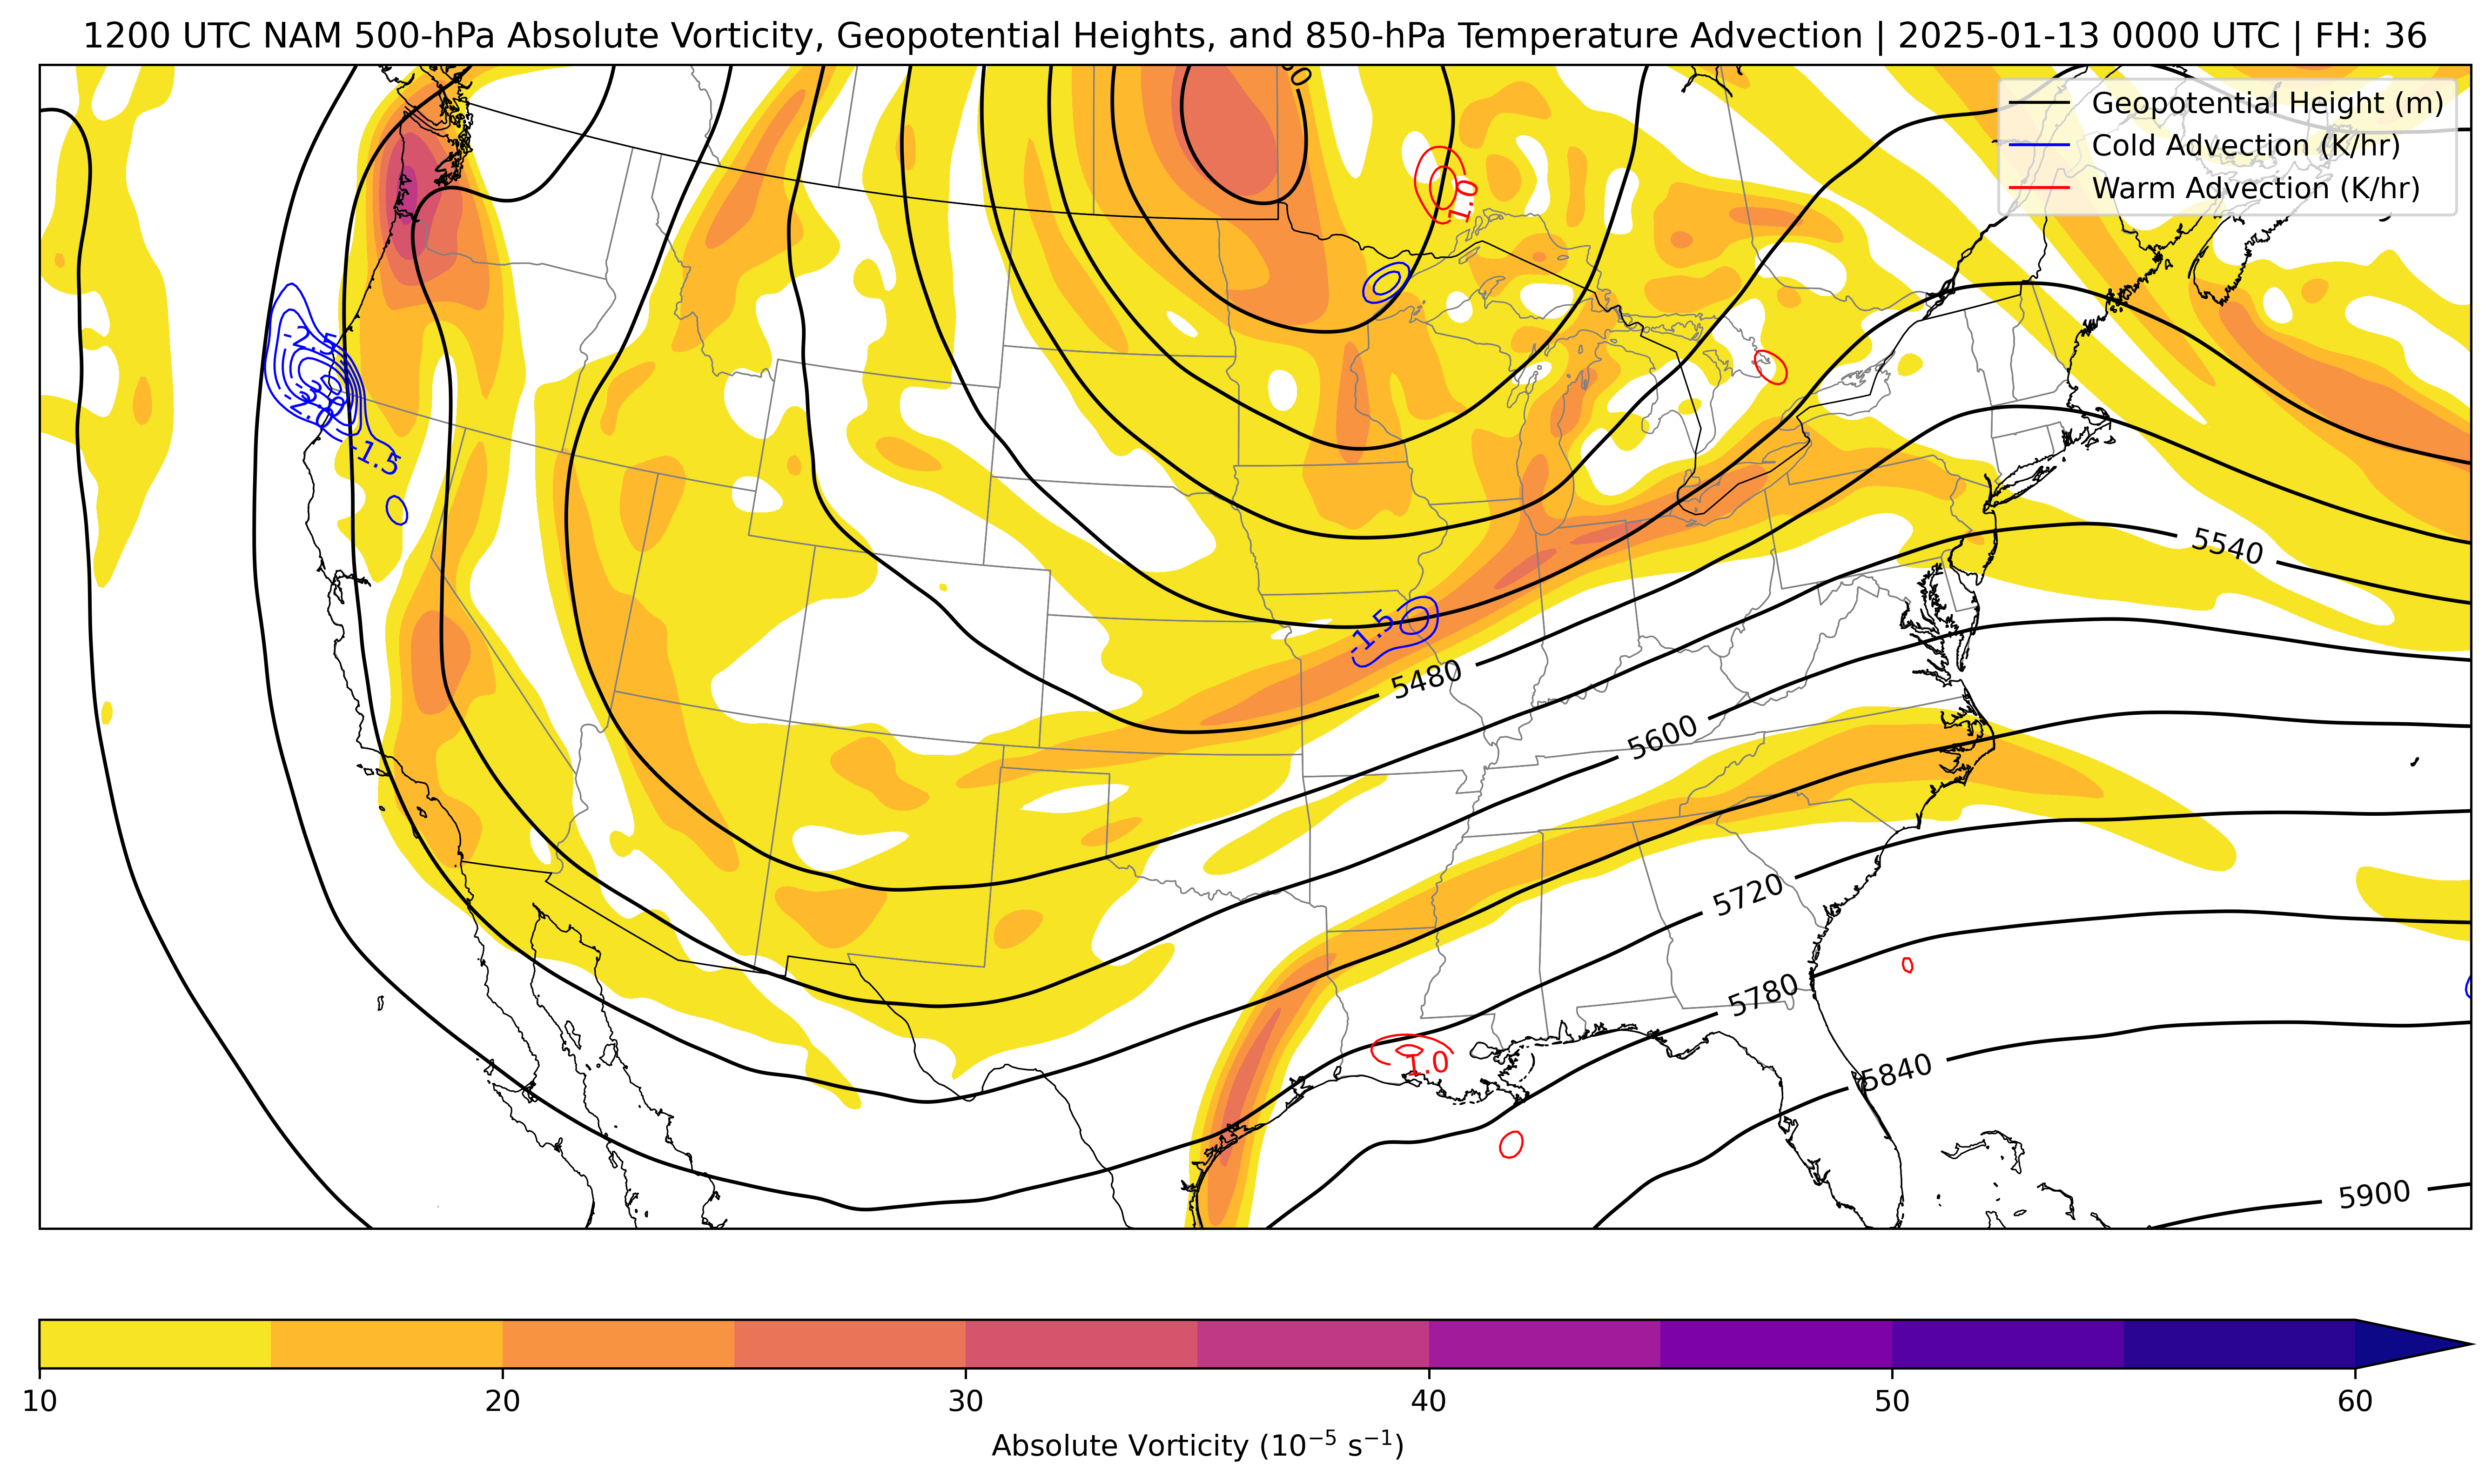 1200 UTC NAM 500-hPa Absolute Vorticity, Geopotential Heights, and 850-hPa Temperature Advection | 2025-01-13 0000 UTC | FH: 36
Geopotential Height (m)
Cold Advection (K/hr)
Warm Advection (K/hr)
1.0
-2.5
-2.0
-1.5
5540
-1.5
5480
5600
5720
5780
1.0
5840
5900
10 20 30 40 50 60
Absolute Vorticity (10⁻⁵ s⁻¹)